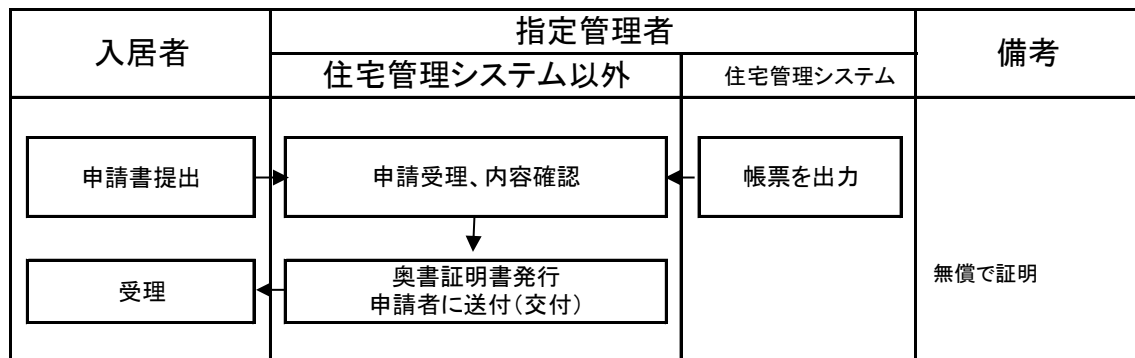 入居者
指定管理者
備考
住宅管理システム以外
住宅管理システム
申請書提出
申請受理、内容確認
帳票を出力
受理
奥書証明書発行
申請者に送付（交付）
無償で証明